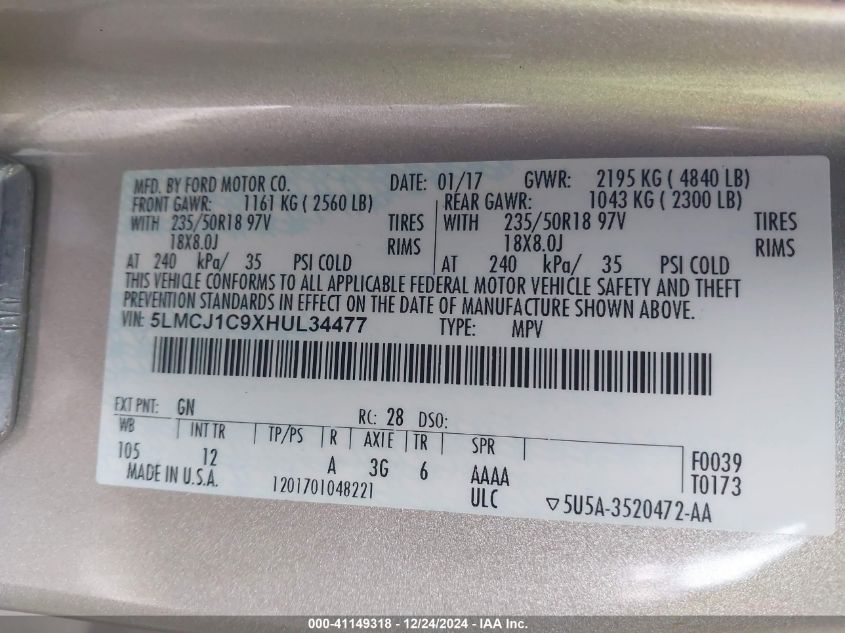 MFD. BY FORD MOTOR CO. DATE: 01/17 GVWR: 2195 KG ( 4840 LB)
FRONT GAWR: 1161 KG ( 2560 LB) REAR GAWR: 1043 KG ( 2300 LB)
WITH 235/50R18 97V TIRES WITH 235/50R18 97V TIRES
18X8.0J RIMS 18X8.0J RIMS
AT 240 kPa/ 35 PSI COLD AT 240 kPa/ 35 PSI COLD
THIS VEHICLE CONFORMS TO ALL APPLICABLE FEDERAL MOTOR VEHICLE SAFETY AND THEFT
PREVENTION STANDARDS IN EFFECT ON THE DATE OF MANUFACTURE SHOWN ABOVE.
VIN: 5LMCJ1C9XHUL34477 TYPE: MPV
EXT PNT: GN RC: 28 DSO:
WB INT TR TP/PS R AXIE TR SPR
105 12 A 3G 6 AAAA F0039
MADE IN U.S.A. 1201701048221 ULC T0173
▽5U5A-3520472-AA
000-41149318 - 12/24/2024 - IAA Inc.